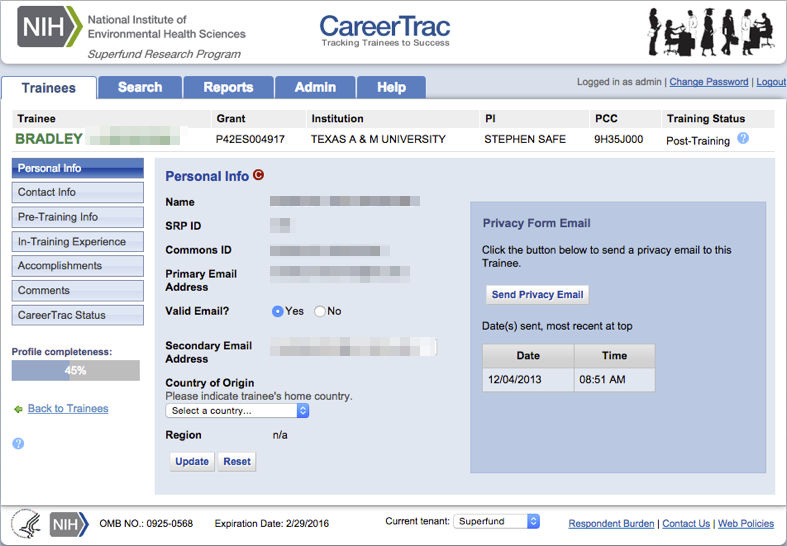 NIH
National Institute of
Environmental Health Sciences
Superfund Research Program
CareerTrac
Tracking Trainees to Success
Trainees
Search
Reports
Admin
Help
Logged in as admin | Change Password | Logout
Trainee Grant Institution PI PCC Training Status
BRADLEY P42ES004917 TEXAS A & M UNIVERSITY STEPHEN SAFE 9H35J000 Post-Training ?
Personal Info
Contact Info
Pre-Training Info
In-Training Experience
Accomplishments
Comments
CareerTrac Status
Profile completeness:
45%
Back to Trainees
?
Personal Info C
Name
SRP ID
Commons ID
Primary Email
Address
Valid Email? Yes No
Secondary Email
Address
Country of Origin
Please indicate trainee's home country.
Select a country...
Region n/a
Update Reset
Privacy Form Email
Click the button below to send a privacy email to this
Trainee.
Send Privacy Email
Date(s) sent, most recent at top
Date Time
12/04/2013 08:51 AM
NIH
OMB NO.: 0925-0568 Expiration Date: 2/29/2016 Current tenant: Superfund
Respondent Burden | Contact Us | Web Policies